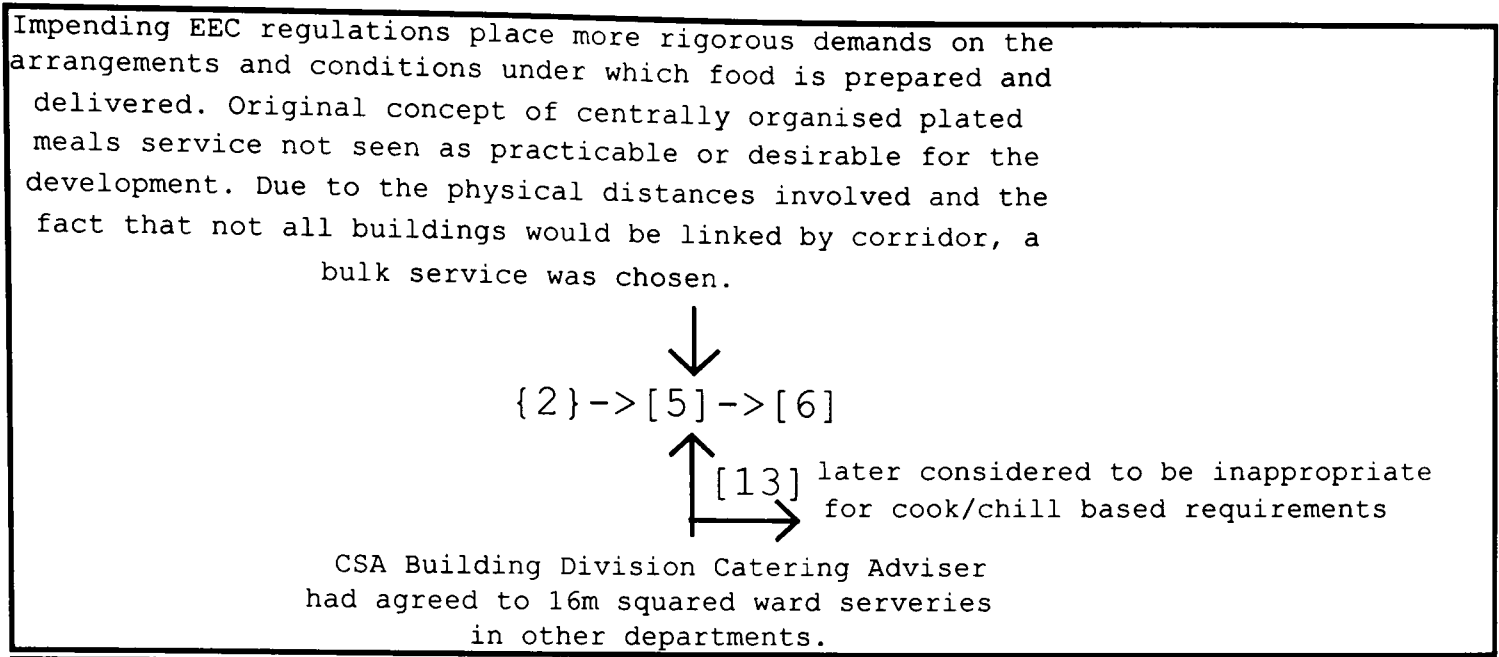 Impending EEC regulations place more rigorous demands on the
arrangements and conditions under which food is prepared and
delivered. Original concept of centrally organised plated
meals service not seen as practicable or desirable for the
development. Due to the physical distances involved and the
fact that not all buildings would be linked by corridor, a
bulk service was chosen.
{2}->[5]->[6]
[13] later considered to be inappropriate
for cook/chill based requirements
CSA Building Division Catering Adviser
had agreed to 16m squared ward serveries
in other departments.